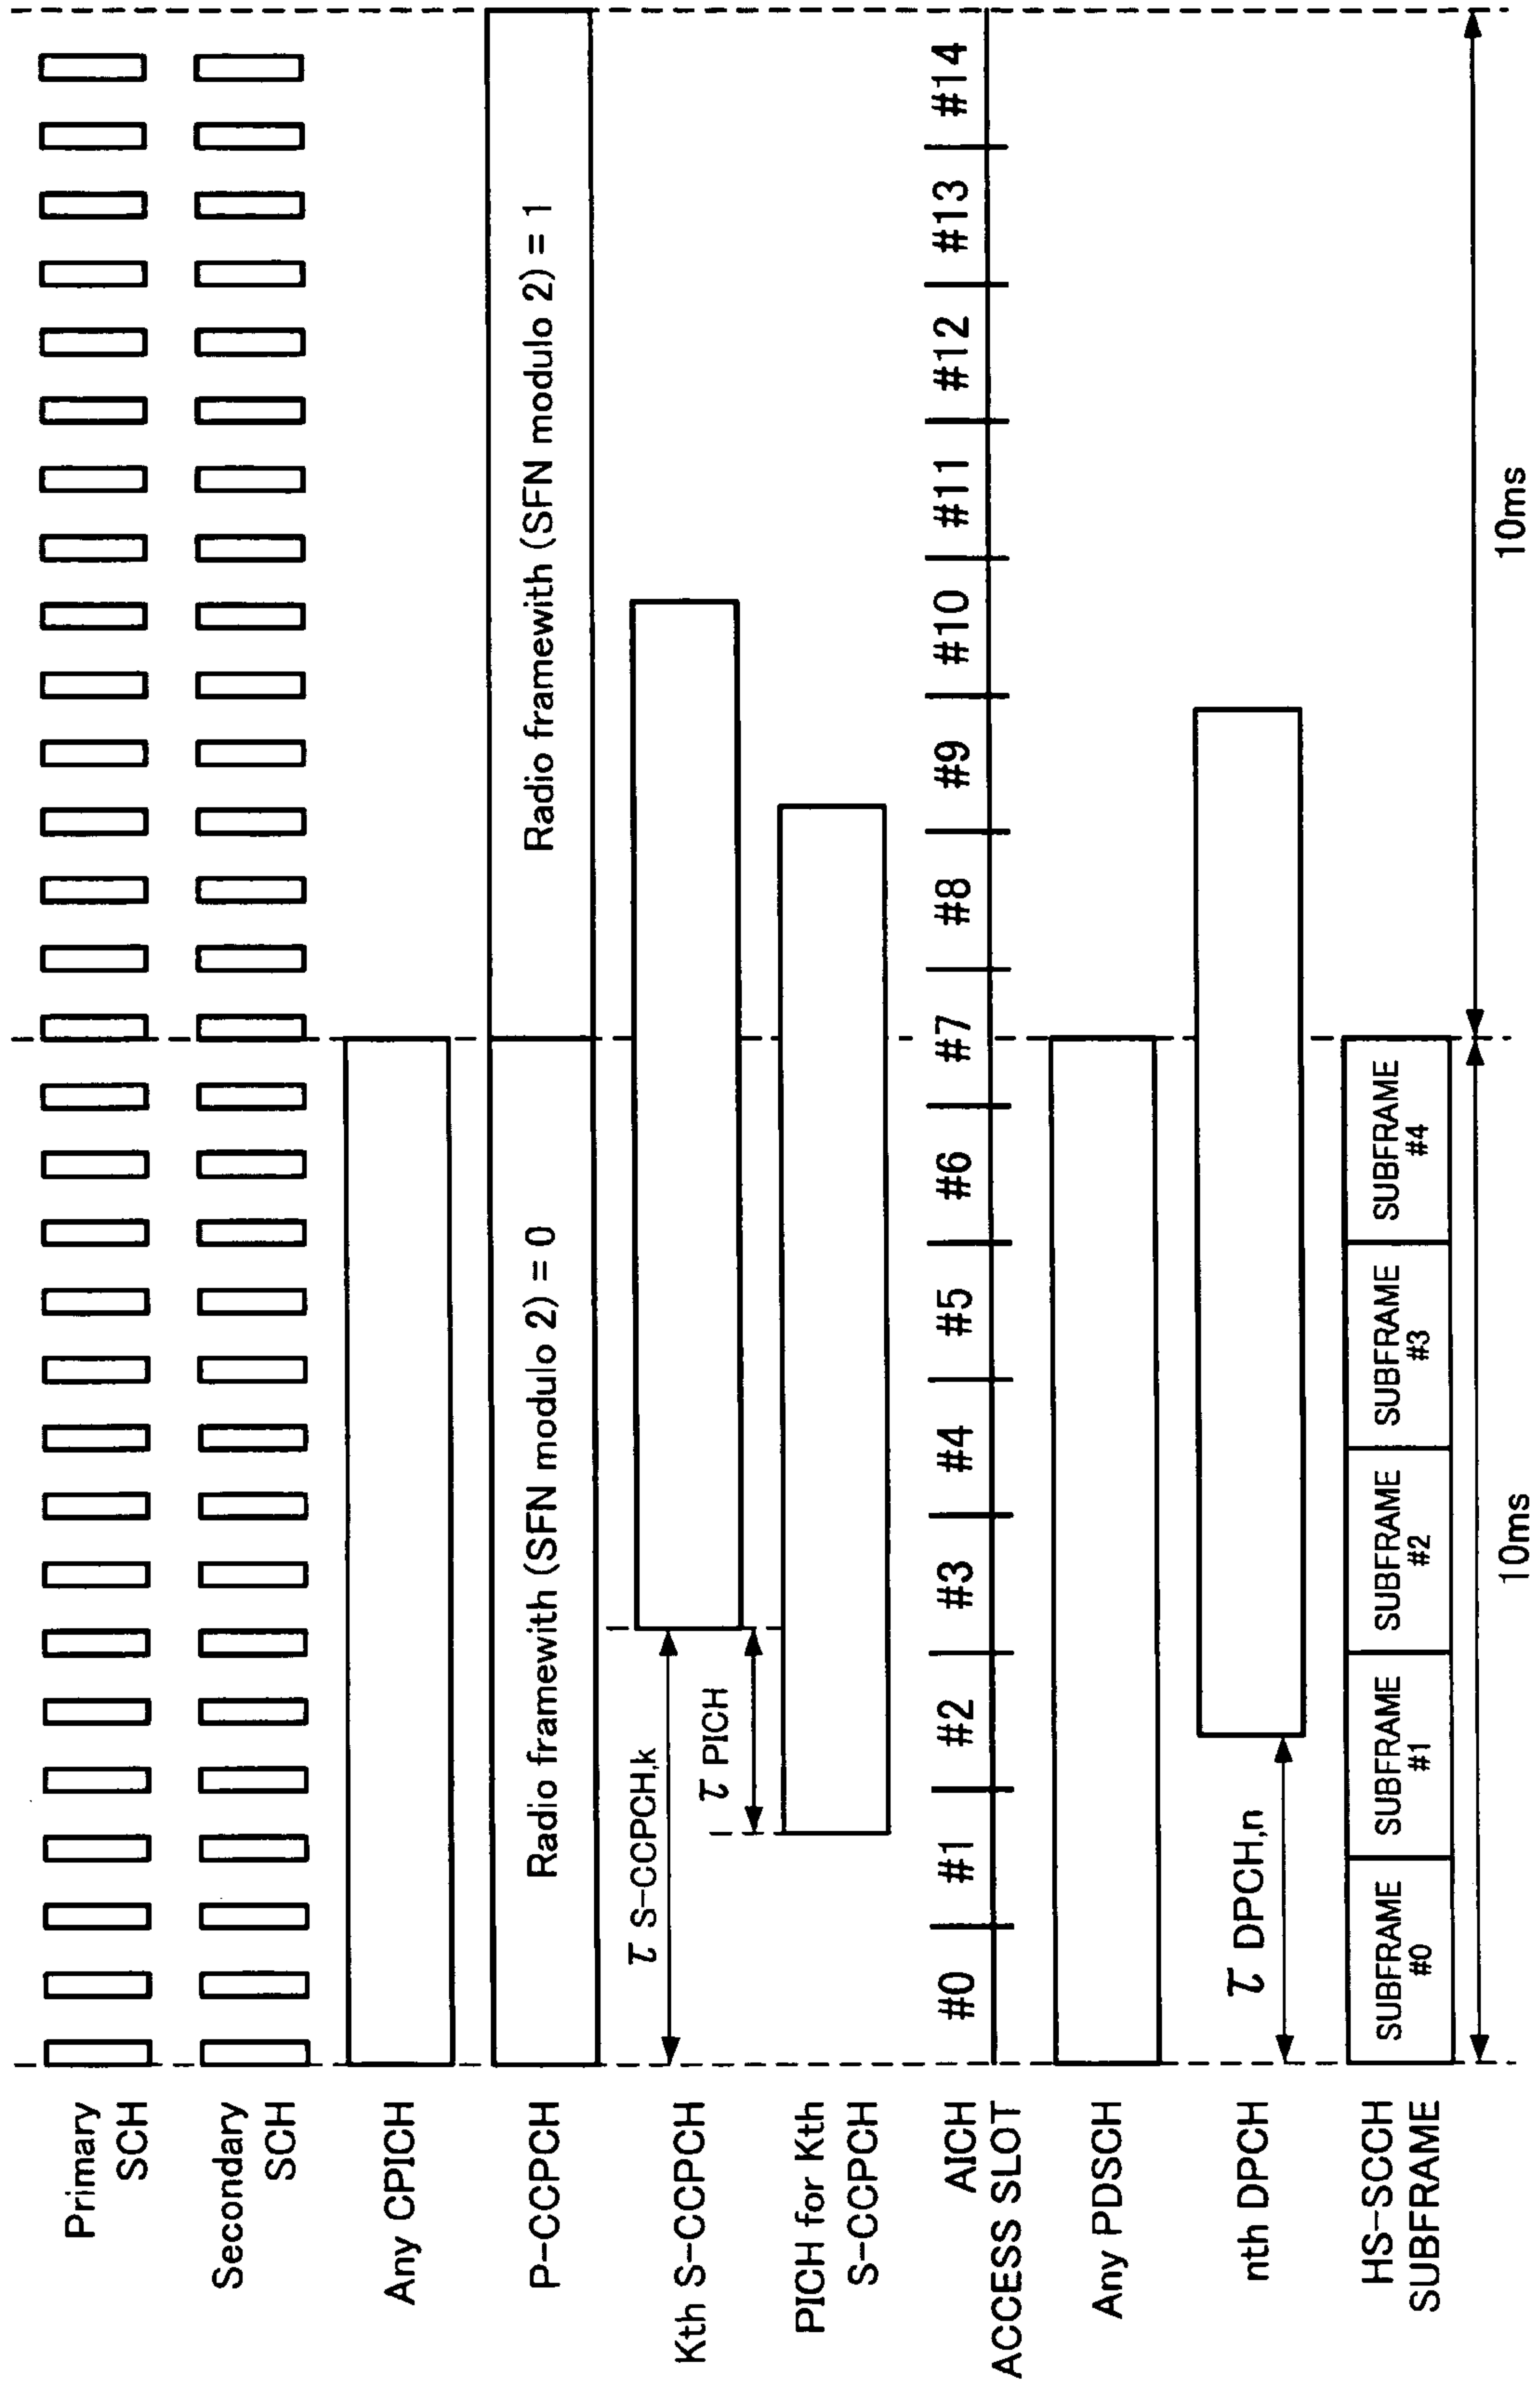 Primary
SCH
Secondary
SCH
Any CPICH
P-CCPCH
Radio framewith (SFN modulo 2) = 0
Radio framewith (SFN modulo 2) = 1
Kth S-CCPCH
τ S-CCPCH,k
τ PICH
PICH for Kth
S-CCPCH
AICH
ACCESS SLOT
#0
#1
#2
#3
#4
#5
#6
#7
#8
#9
#10
#11
#12
#13
#14
Any PDSCH
nth DPCH
τ DPCH,n
HS-SCCH
SUBFRAME
SUBFRAME
#0
SUBFRAME
#1
SUBFRAME
#2
SUBFRAME
#3
SUBFRAME
#4
10ms
10ms